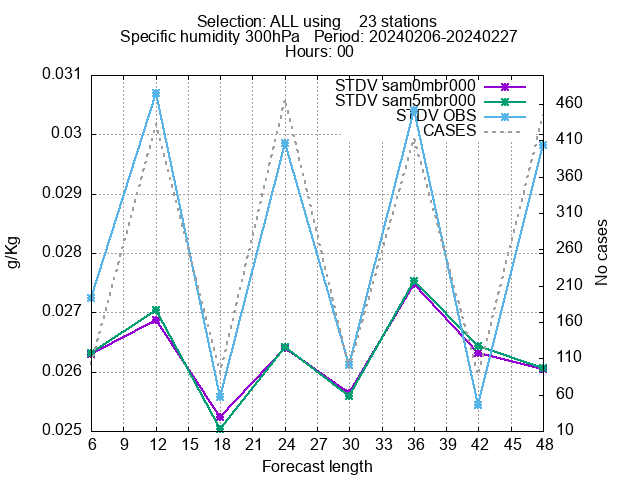 Selection: ALL using    23 stations
Specific humidity 300hPa   Period: 20240206-20240227
Hours: 00
STDV sam0mbr000
STDV sam5mbr000
STDV OBS
CASES
0.031
0.03
0.029
0.028
0.027
0.026
0.025
g/Kg
460
410
360
310
260
210
160
110
60
10
No cases
6 9 12 15 18 21 24 27 30 33 36 39 42 45 48
Forecast length